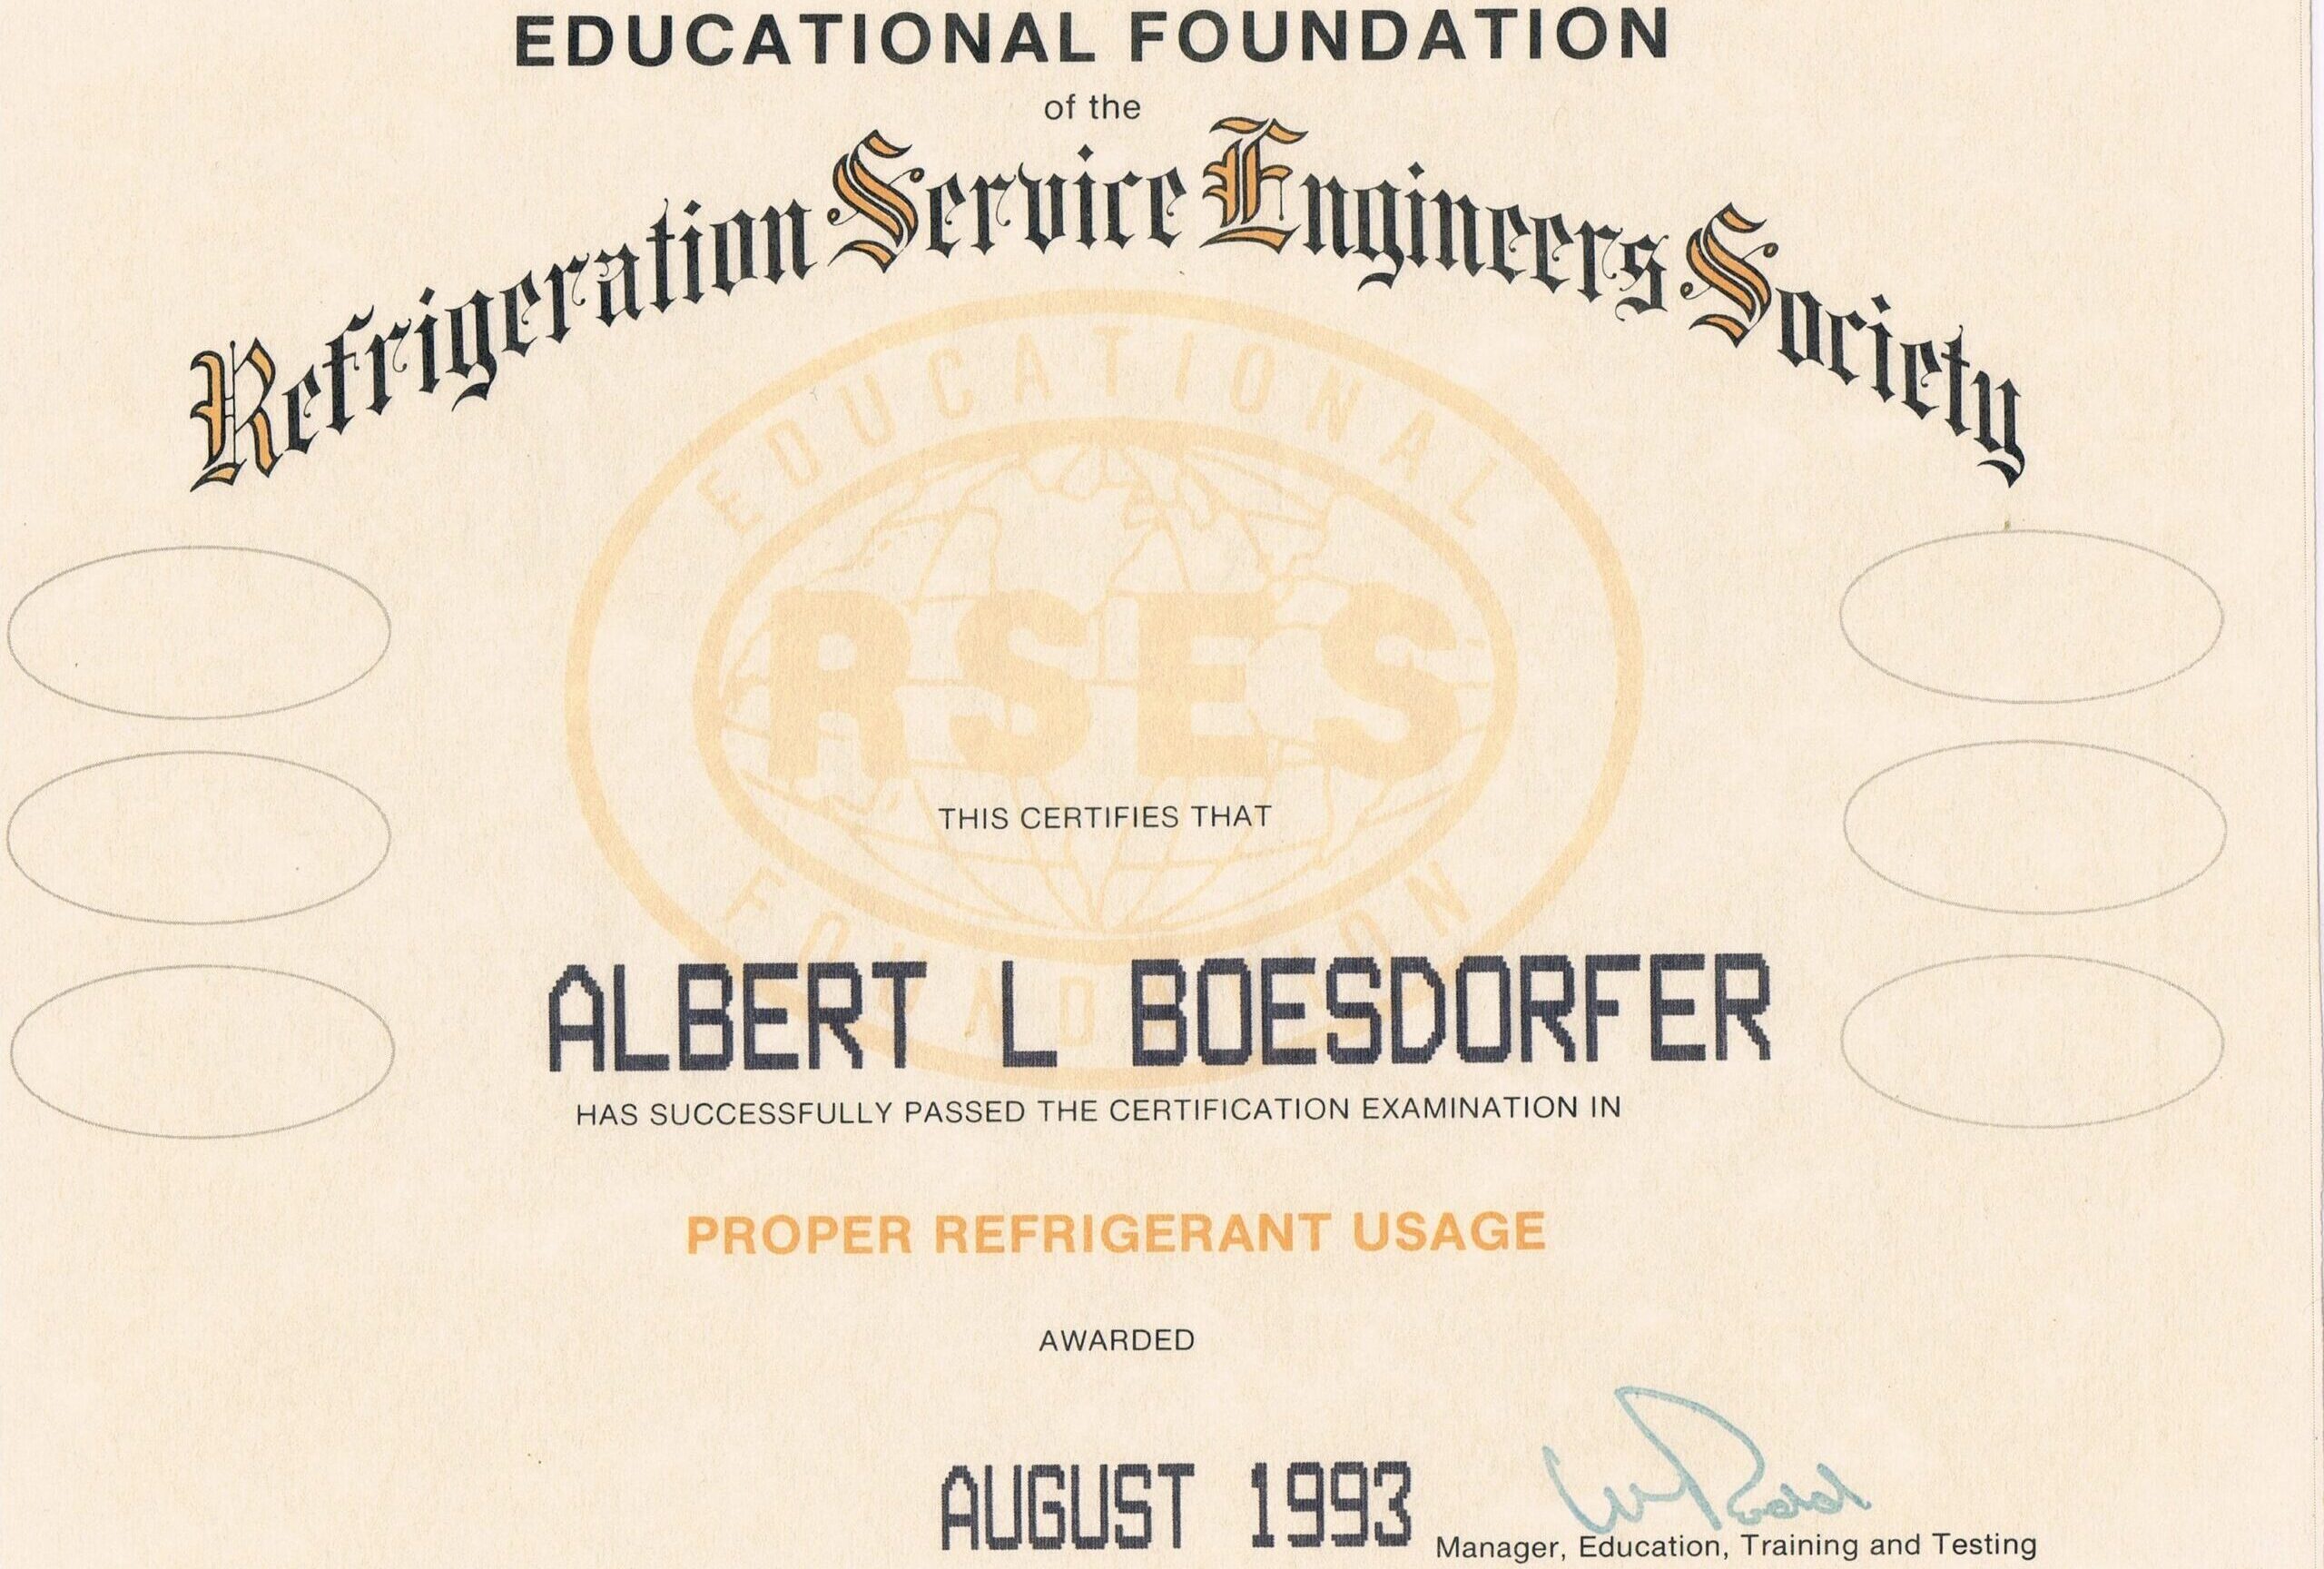 EDUCATIONAL FOUNDATION
of the
Refrigeration Service Engineers Society
EDUCATIONAL
RSES
FOUNDATION
THIS CERTIFIES THAT
ALBERT L BOESDORFER
HAS SUCCESSFULLY PASSED THE CERTIFICATION EXAMINATION IN
PROPER REFRIGERANT USAGE
AWARDED
AUGUST 1993
Manager, Education, Training and Testing